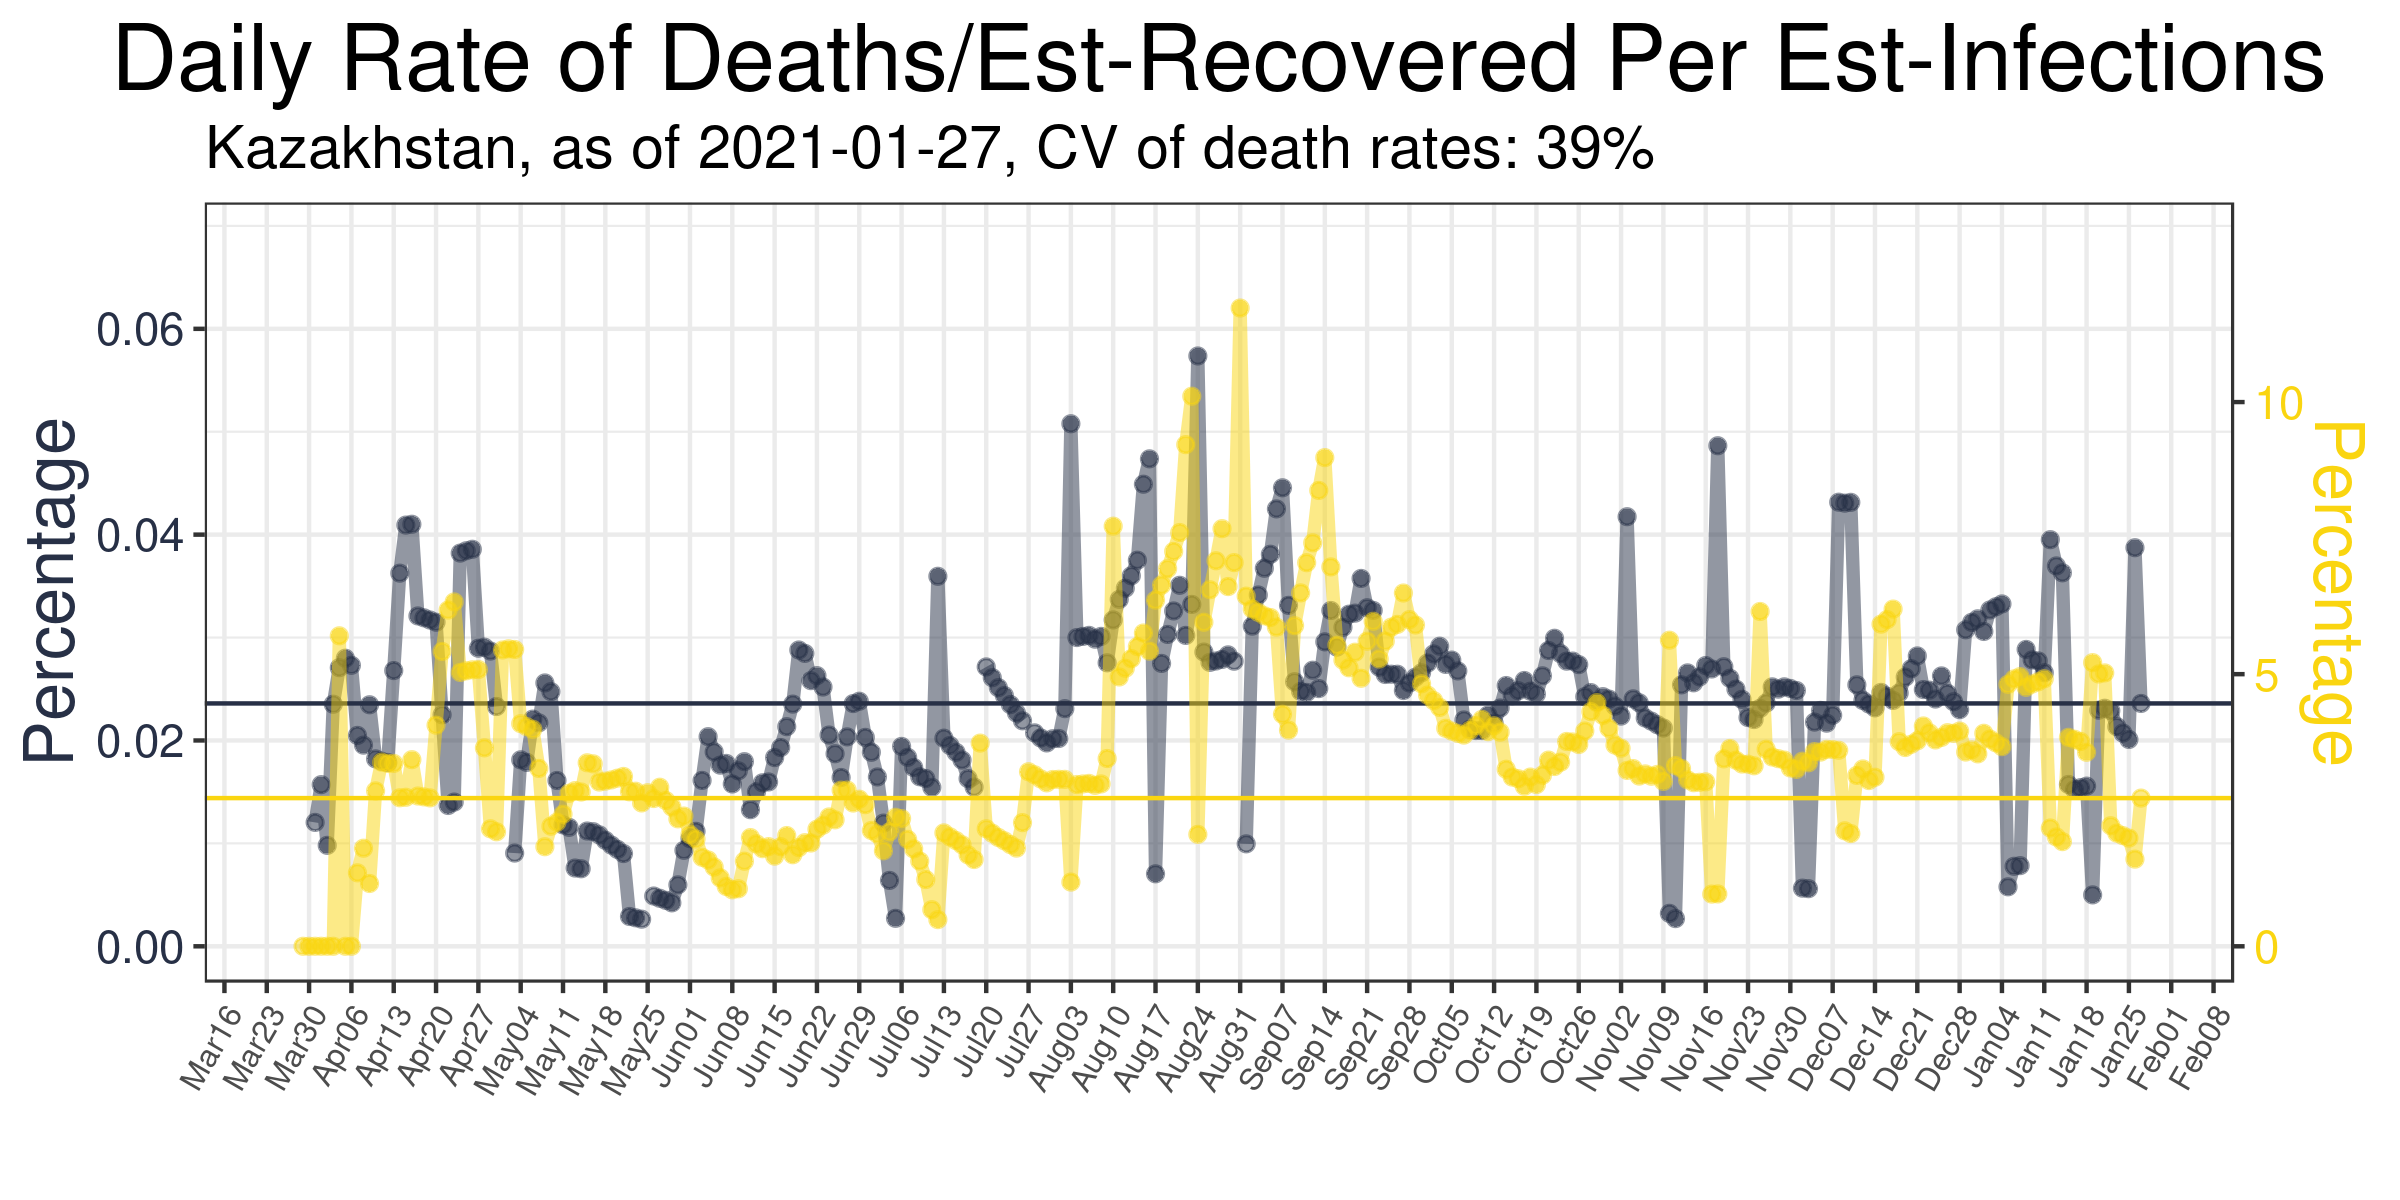 Daily Rate of Deaths/Est-Recovered Per Est-Infections
Kazakhstan, as of 2021-01-27, CV of death rates: 39%
Percentage
0.06
0.04
0.02
0.00
10
5
0
Percentage
Mar16 Mar23 Mar30 Apr06 Apr13 Apr20 Apr27 May04 May11 May18 May25 Jun01 Jun08 Jun15 Jun22 Jun29 Jul06 Jul13 Jul20 Jul27 Aug03 Aug10 Aug17 Aug24 Aug31 Sep07 Sep14 Sep21 Sep28 Oct05 Oct12 Oct19 Oct26 Nov02 Nov09 Nov16 Nov23 Nov30 Dec07 Dec14 Dec21 Dec28 Jan04 Jan11 Jan18 Jan25 Feb01 Feb08